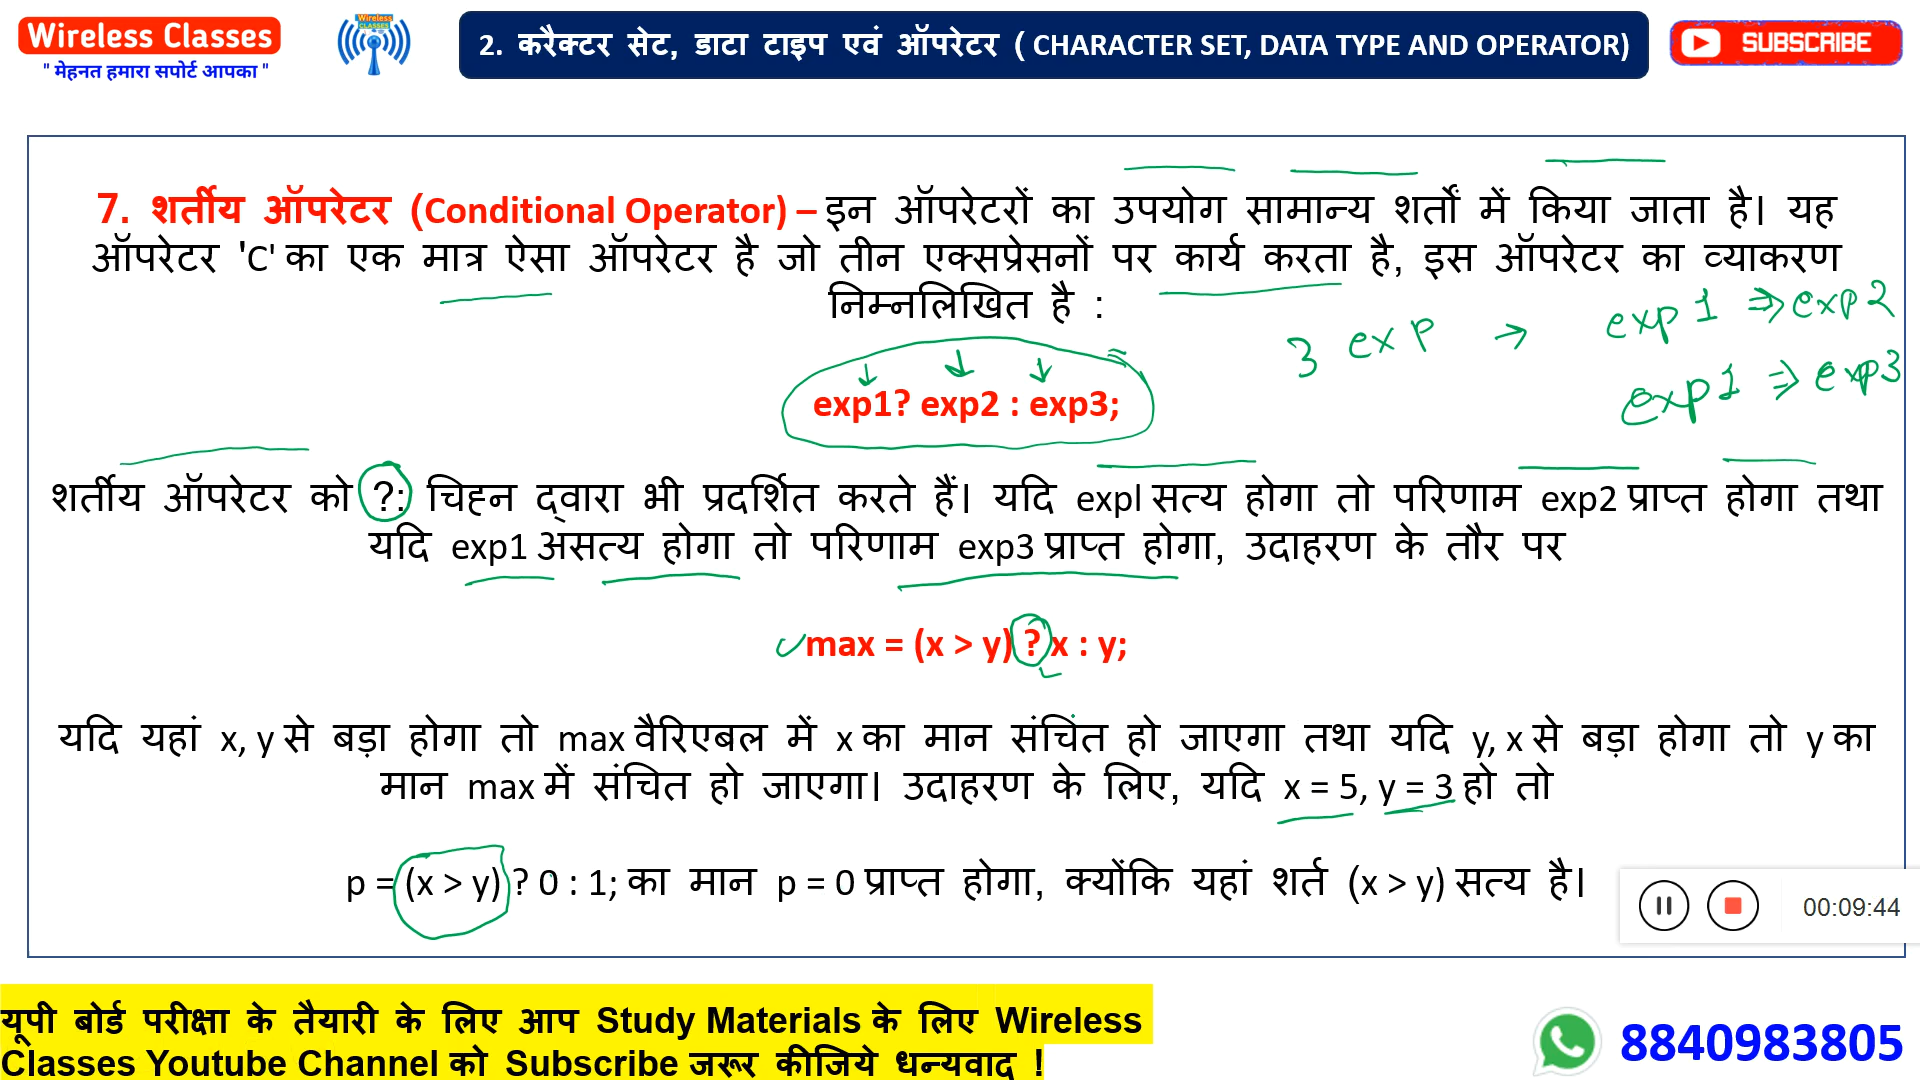 Wireless Classes
" मेहनत हमारा सपोर्ट आपका "
Wireless
CLASSES
2. करैक्टर सेट, डाटा टाइप एवं ऑपरेटर ( CHARACTER SET, DATA TYPE AND OPERATOR)
SUBSCRIBE
7. शर्तीय ऑपरेटर (Conditional Operator) – इन ऑपरेटरों का उपयोग सामान्य शर्तों में किया जाता है। यह
ऑपरेटर 'C' का एक मात्र ऐसा ऑपरेटर है जो तीन एक्सप्रेसनों पर कार्य करता है, इस ऑपरेटर का व्याकरण
निम्नलिखित है :
3 exp → exp1 ⇒ exp2
exp1 ⇒ exp3
exp1? exp2 : exp3;
शर्तीय ऑपरेटर को ?: चिह्न द्वारा भी प्रदर्शित करते हैं। यदि expl सत्य होगा तो परिणाम exp2 प्राप्त होगा तथा
यदि exp1 असत्य होगा तो परिणाम exp3 प्राप्त होगा, उदाहरण के तौर पर
max = (x > y) ? x : y;
यदि यहां x, y से बड़ा होगा तो max वैरिएबल में x का मान संचिंत हो जाएगा तथा यदि y, x से बड़ा होगा तो y का
मान max में संचित हो जाएगा। उदाहरण के लिए, यदि x = 5, y = 3 हो तो
p = (x > y) ? 0 : 1; का मान p = 0 प्राप्त होगा, क्योंकि यहां शर्त (x > y) सत्य है।
00:09:44
यूपी बोर्ड परीक्षा के तैयारी के लिए आप Study Materials के लिए Wireless
Classes Youtube Channel को Subscribe जरूर कीजिये धन्यवाद !
8840983805